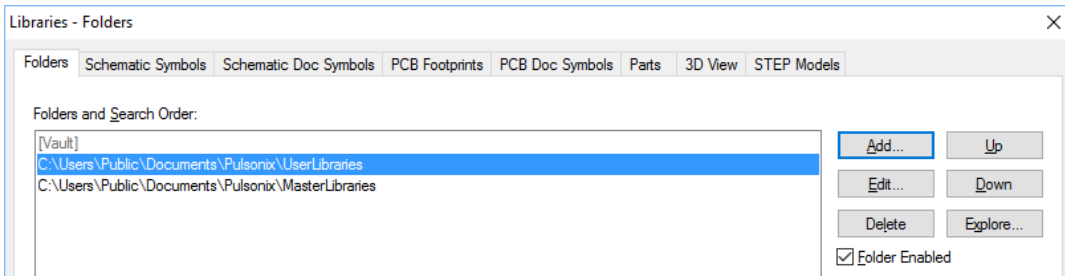 Libraries - Folders
Folders Schematic Symbols Schematic Doc Symbols PCB Footprints PCB Doc Symbols Parts 3D View STEP Models
Folders and Search Order:
[Vault]
C:\Users\Public\Documents\Pulsonix\UserLibraries
C:\Users\Public\Documents\Pulsonix\MasterLibraries
Add... Up
Edit... Down
Delete Explore...
Folder Enabled